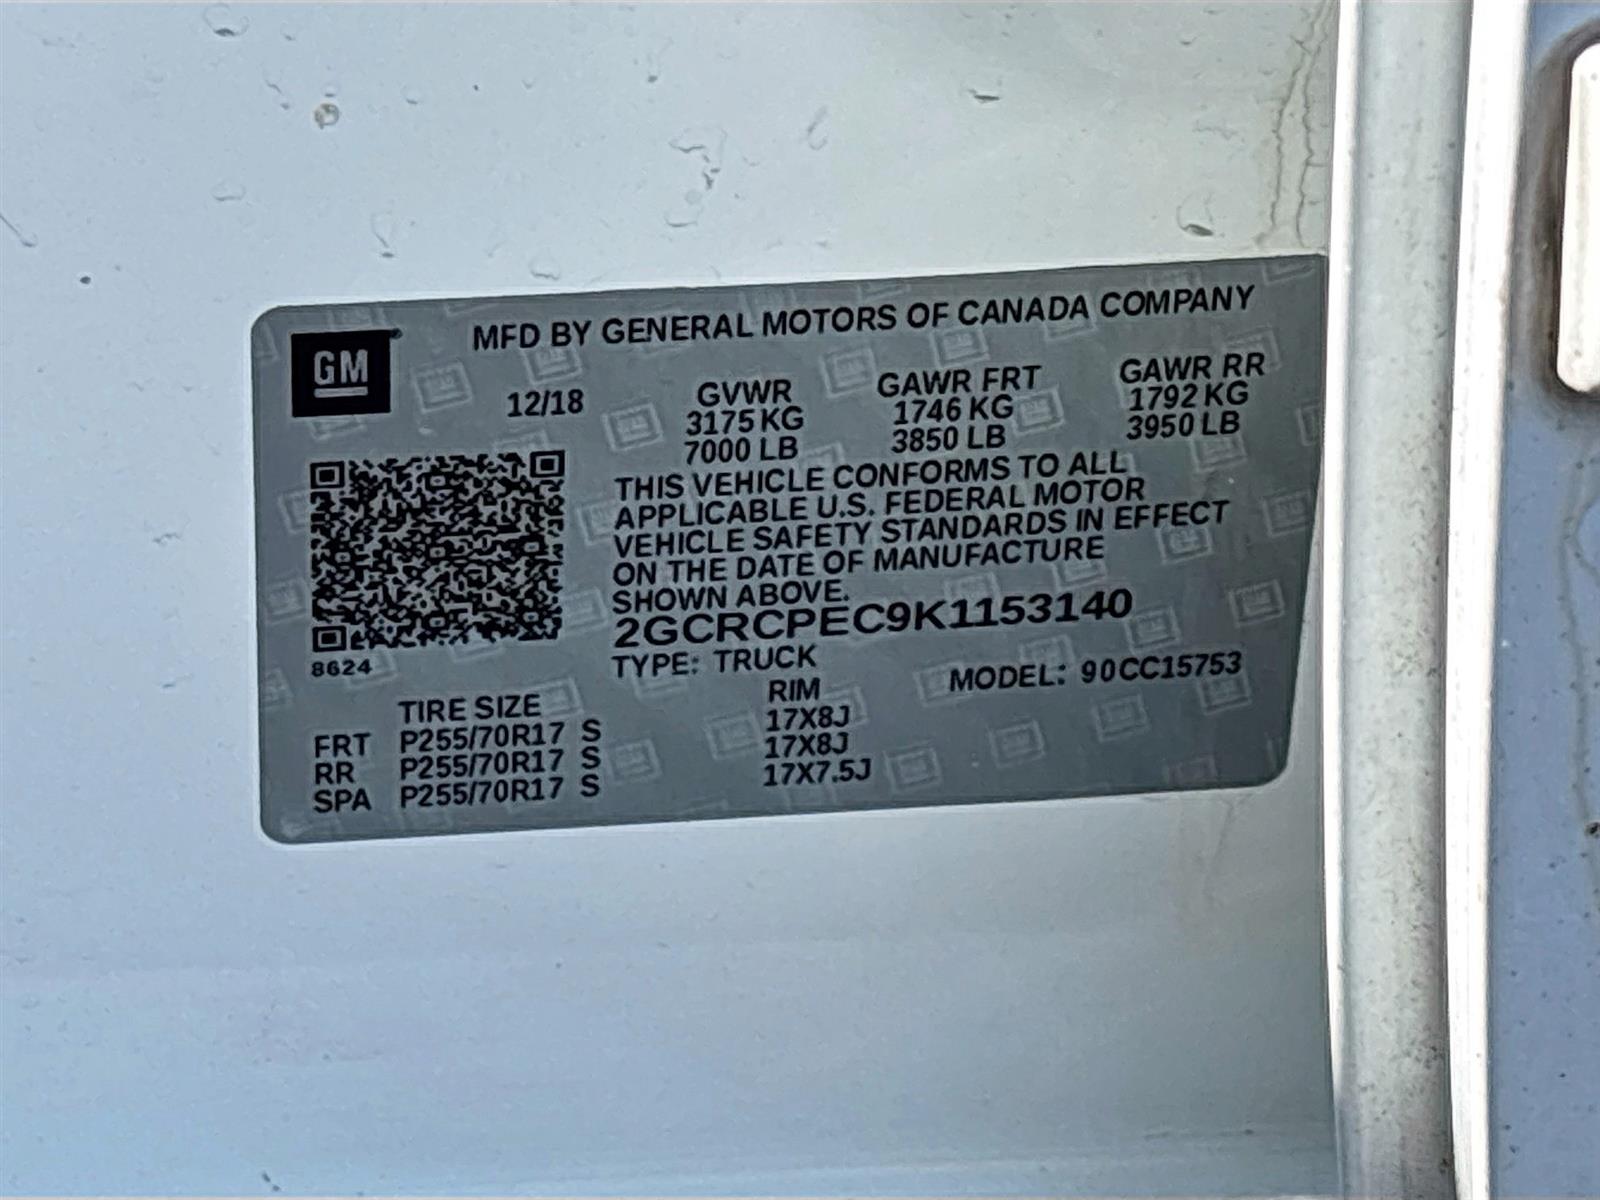 GM
MFD BY GENERAL MOTORS OF CANADA COMPANY
12/18
GVWR GAWR FRT GAWR RR
3175 KG 1746 KG 1792 KG
7000 LB 3850 LB 3950 LB
THIS VEHICLE CONFORMS TO ALL
APPLICABLE U.S. FEDERAL MOTOR
VEHICLE SAFETY STANDARDS IN EFFECT
ON THE DATE OF MANUFACTURE
SHOWN ABOVE.
2GCRCPEC9K1153140
8624
TYPE: TRUCK MODEL: 90CC15753
TIRE SIZE RIM
FRT P255/70R17 S 17X8J
RR P255/70R17 S 17X8J
SPA P255/70R17 S 17X7.5J